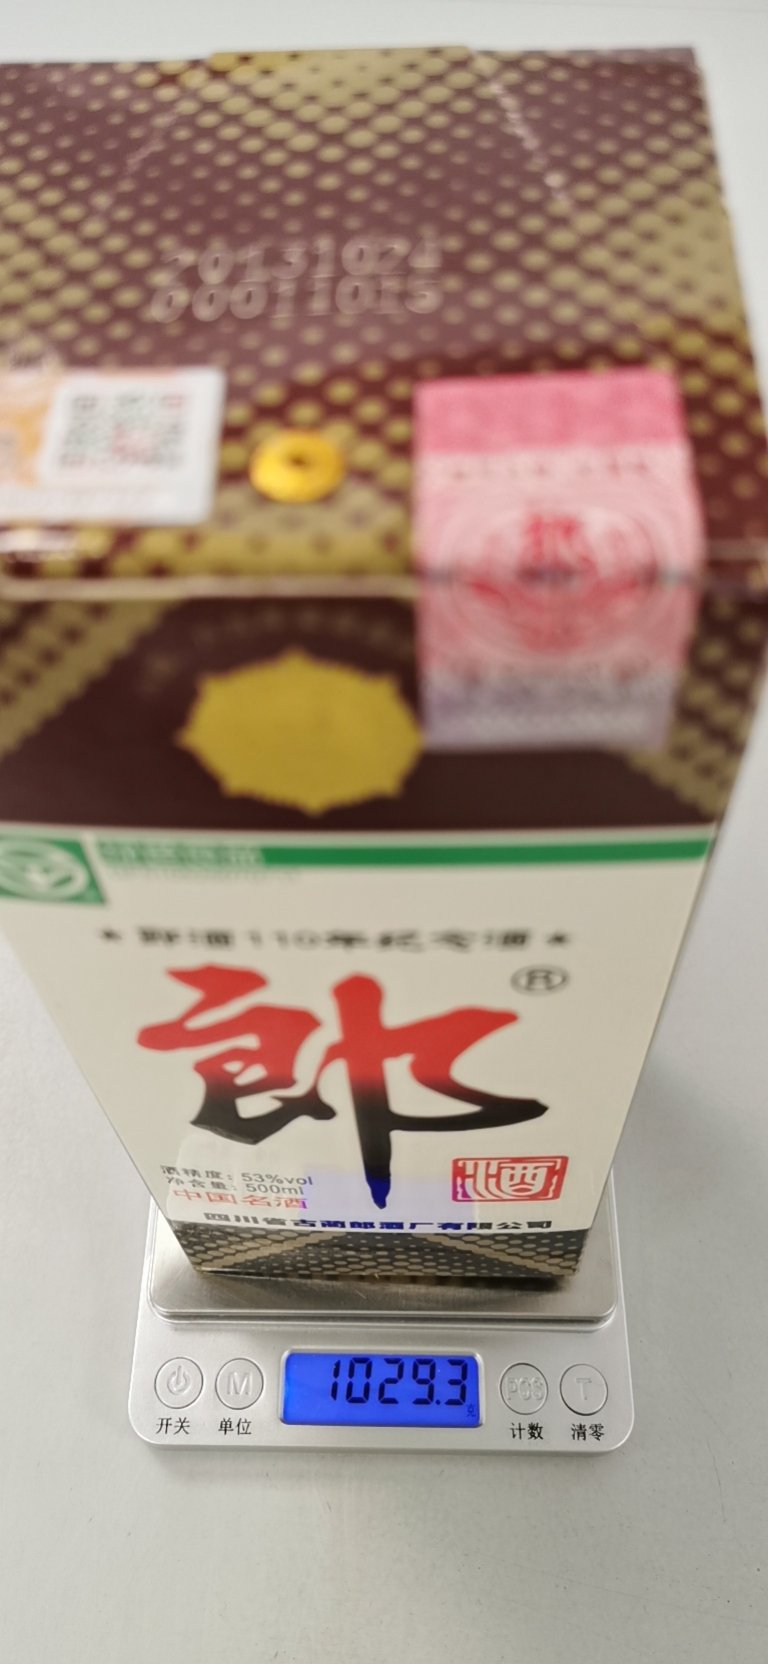 20131024
00011015
郎酒110年纪念酒
郎®
酒精度：53%vol
净含量：500ml
中国名酒
酒
四川省古蔺郎酒厂有限公司
1029.3 克
M PCS T
开关 单位 计数 清零